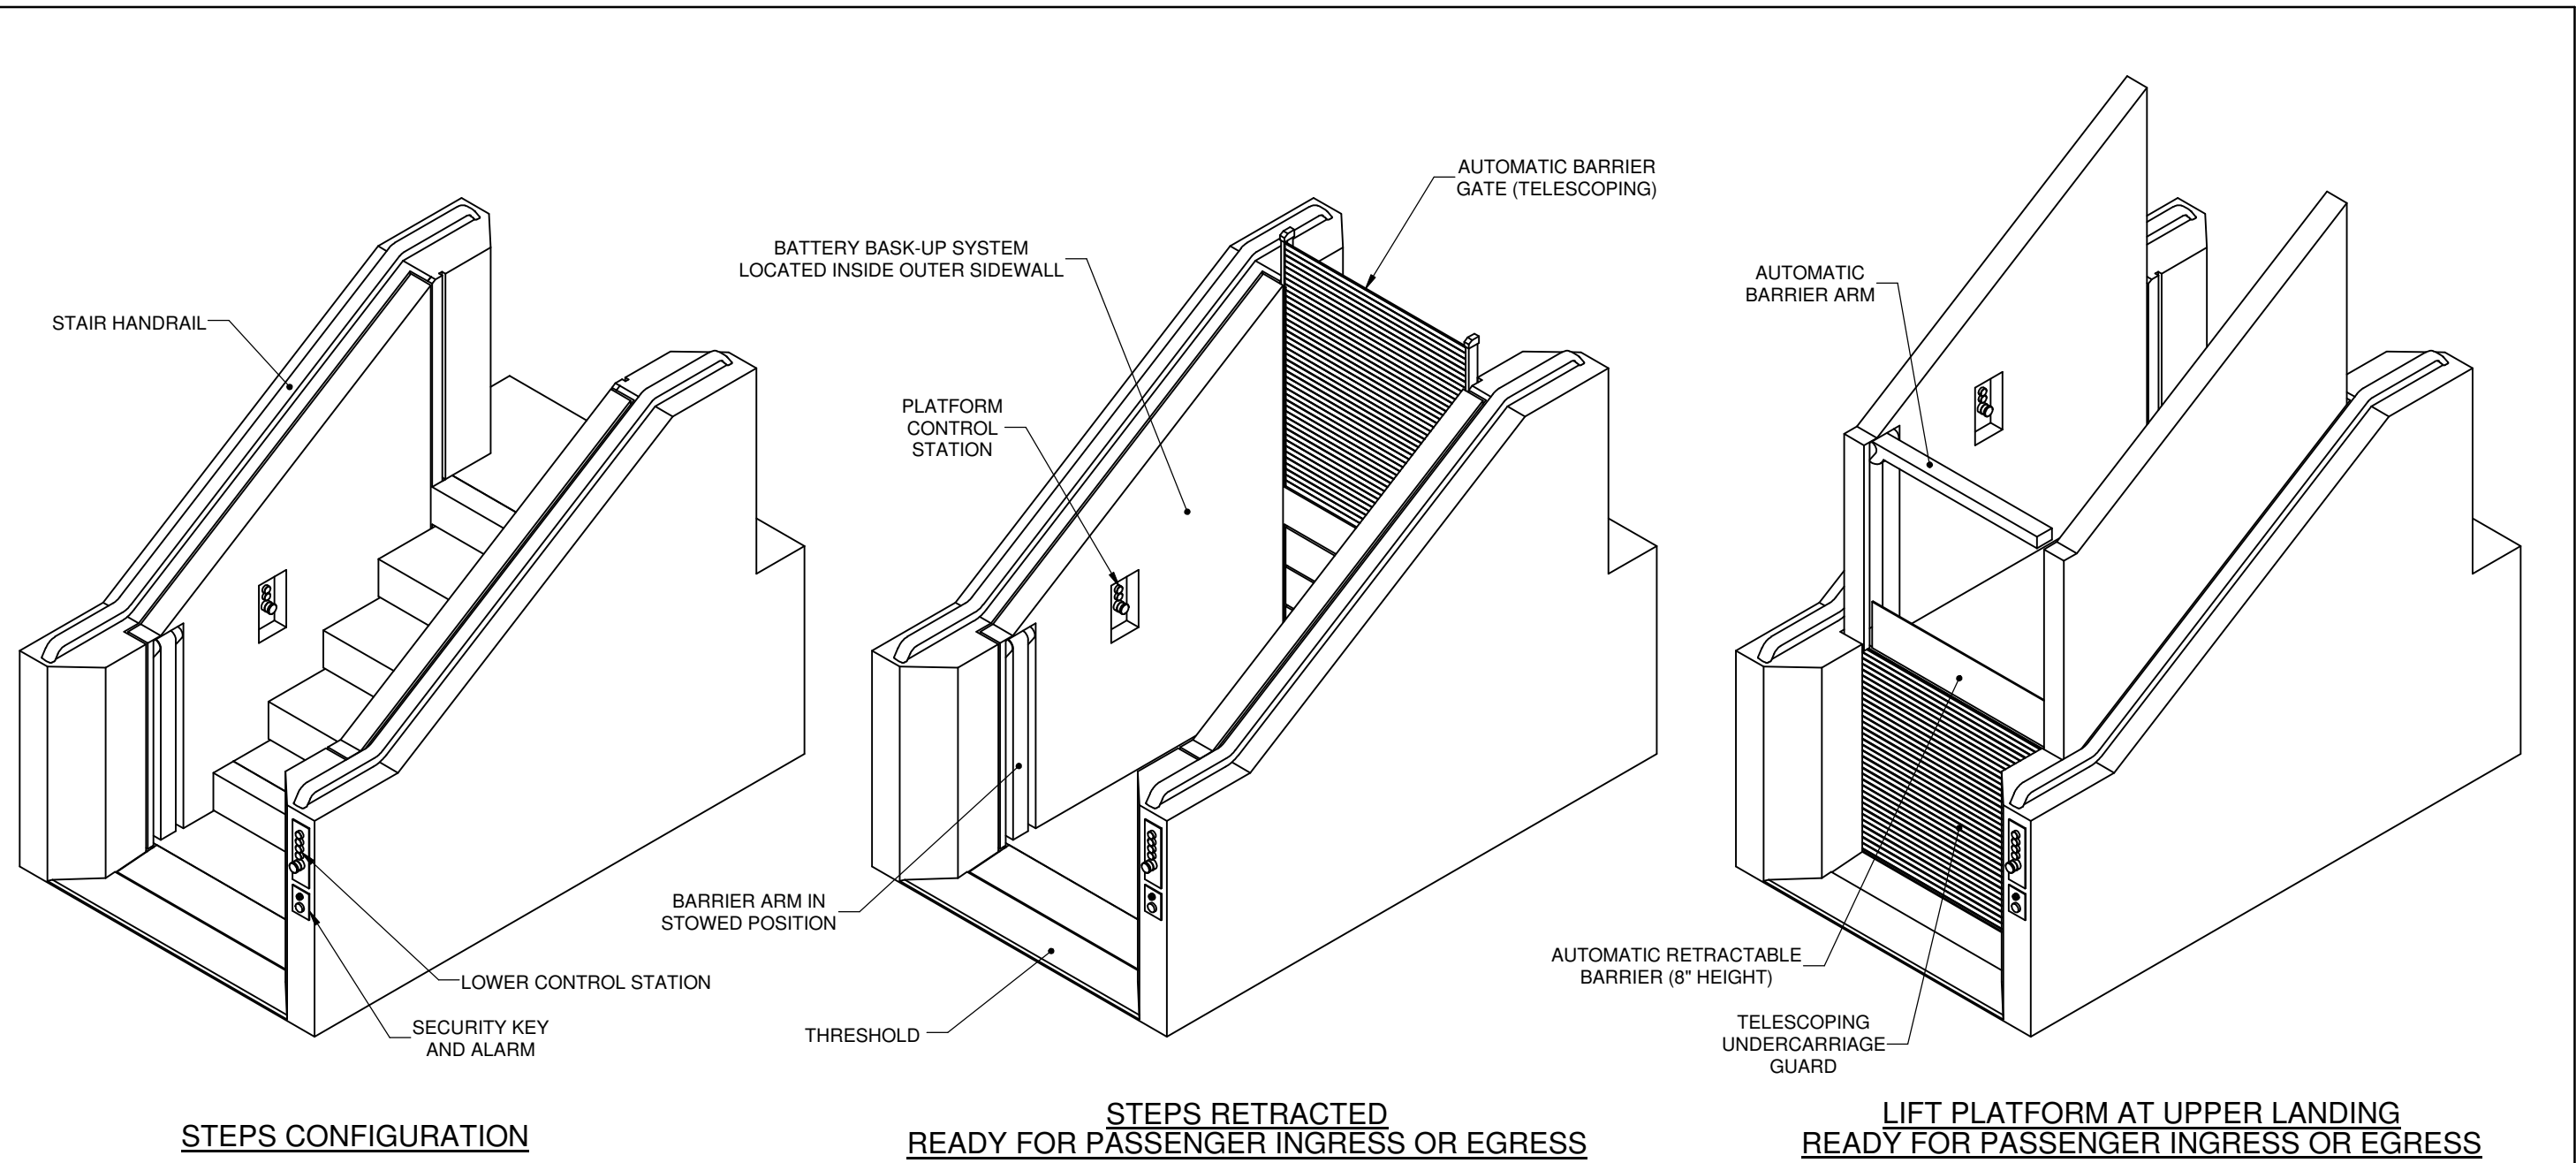 STAIR HANDRAIL
LOWER CONTROL STATION
SECURITY KEY
AND ALARM
STEPS CONFIGURATION
AUTOMATIC BARRIER
GATE (TELESCOPING)
BATTERY BASK-UP SYSTEM
LOCATED INSIDE OUTER SIDEWALL
PLATFORM
CONTROL
STATION
BARRIER ARM IN
STOWED POSITION
THRESHOLD
STEPS RETRACTED
READY FOR PASSENGER INGRESS OR EGRESS
AUTOMATIC
BARRIER ARM
AUTOMATIC RETRACTABLE
BARRIER (8" HEIGHT)
TELESCOPING
UNDERCARRIAGE
GUARD
LIFT PLATFORM AT UPPER LANDING
READY FOR PASSENGER INGRESS OR EGRESS